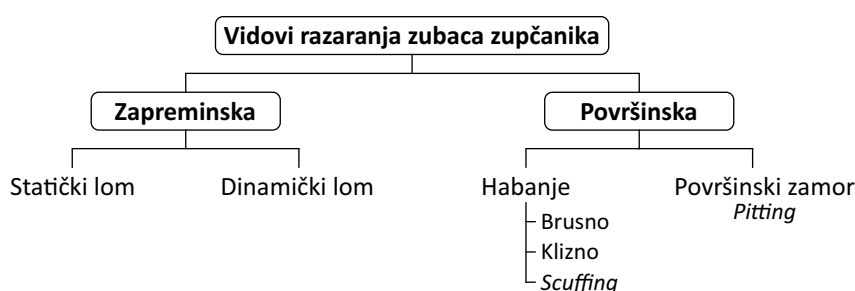 Vidovi razaranja zubaca zupčanika
Zapreminska
Površinska
Statički lom
Dinamički lom
Habanje
Površinski zamor
Pitting
Brusno
Klizno
Scuffing